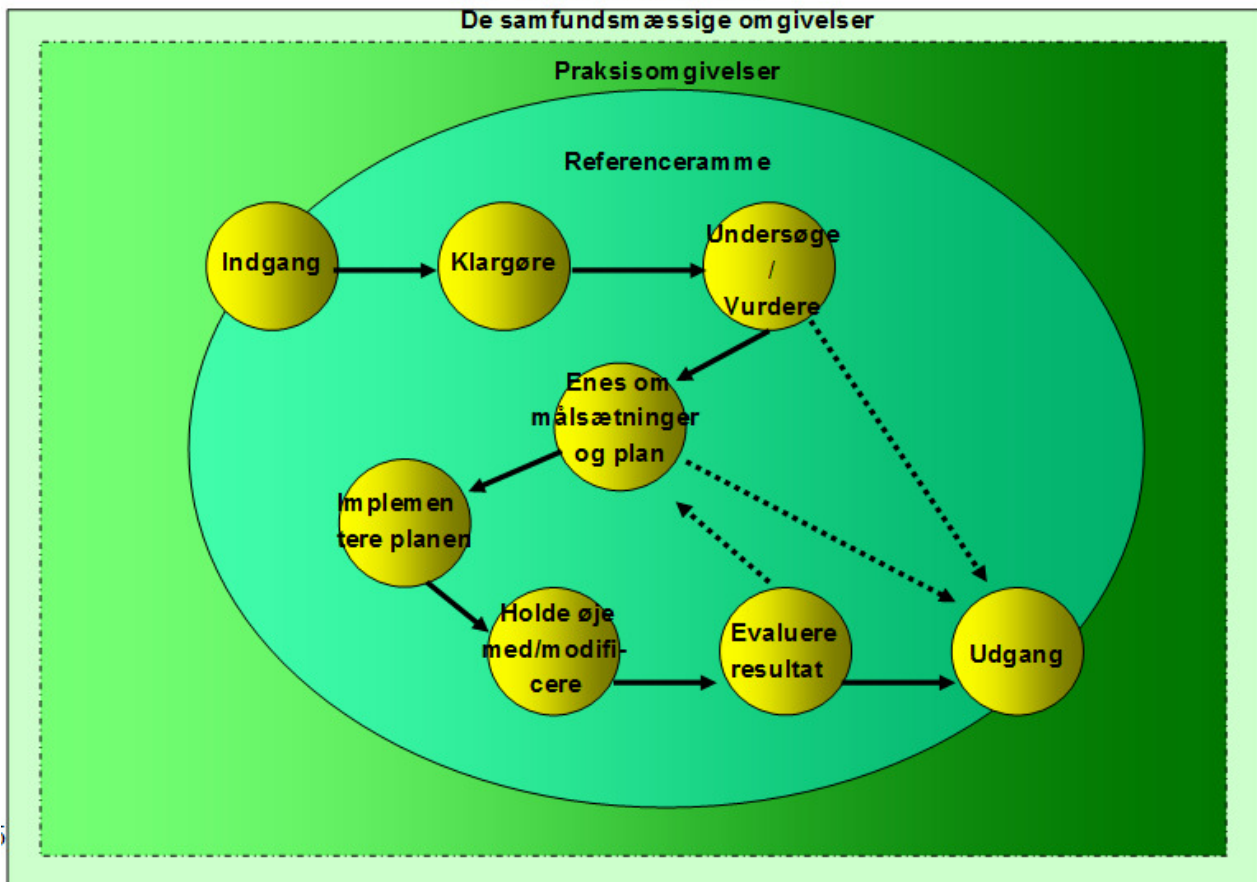 De samfundsmæssige omgivelser
Praksisomgivelser
Referenceramme
Indgang
Klargøre
Undersøge
/
Vurdere
Enes om
målsætninger
og plan
Implemen
tere planen
Holde øje
med/modifi-
cere
Evaluere
resultat
Udgang